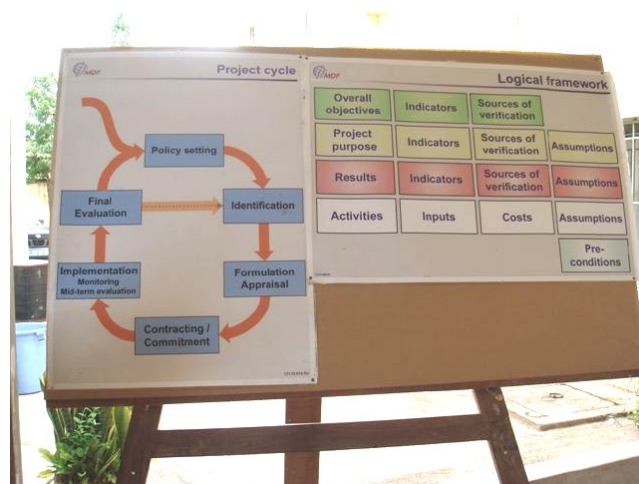 MDF
Project cycle
Policy setting
Identification
Formulation
Appraisal
Contracting /
Commitment
Implementation
Monitoring
Mid-term evaluation
Final
Evaluation
MDF
Logical framework
Overall
objectives
Indicators
Sources of
verification
Project
purpose
Indicators
Sources of
verification
Assumptions
Results
Indicators
Sources of
verification
Assumptions
Activities
Inputs
Costs
Assumptions
Pre-
conditions